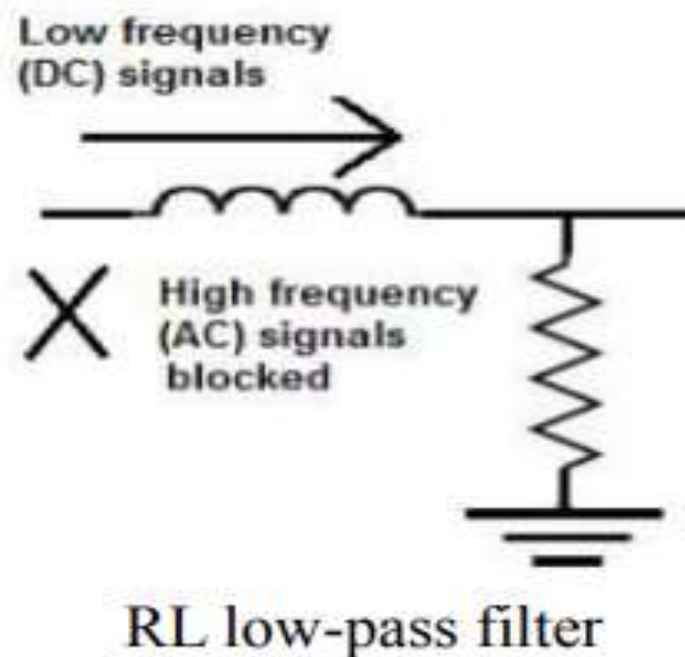 Low frequency
(DC) signals
High frequency
(AC) signals
blocked
RL low-pass filter